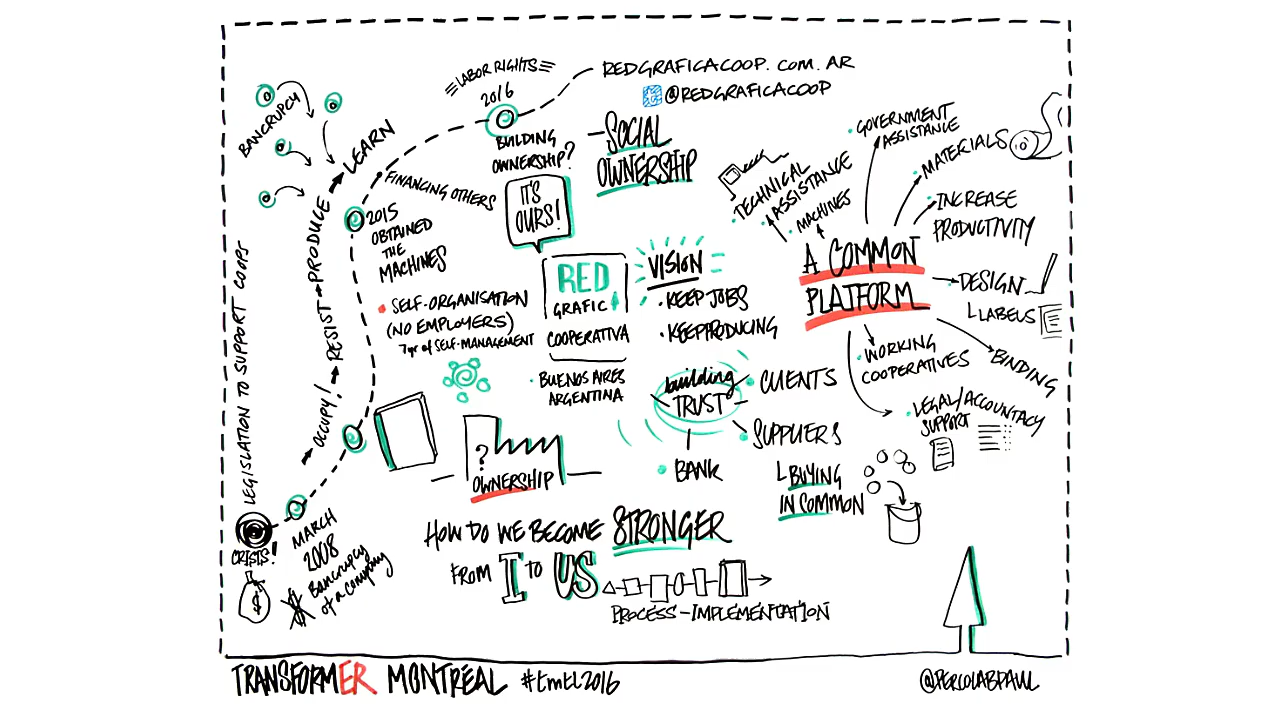 LABOR RIGHTS
2016
REDGRAFICACOOP.COM.AR
@REDGRAFICACOOP
BANCRUPCY
LEARN
FINANCING OTHERS
BUILDING
OWNERSHIP?
IT'S
OURS!
- SOCIAL
OWNERSHIP
LEGISLATION TO SUPPORT COOPS
OCCUPY! → RESIST → PRODUCE →
2015
OBTAINED
THE
MACHINES
SELF-ORGANISATION
(NO EMPLOYERS)
7yr of SELF-MANAGEMENT
RED
GRAFICA
COOPERATIVA
BUENOS AIRES
ARGENTINA
VISION
• KEEP JOBS
• KEEP PRODUCING
building
TRUST
CLIENTS
SUPPLIERS
BUYING
IN COMMON
BANK
A COMMON
PLATFORM
TECHNICAL
ASSISTANCE
MACHINES
GOVERNMENT
ASSISTANCE
MATERIALS
INCREASE
PRODUCTIVITY
DESIGN
LABELS
BINDING
WORKING
COOPERATIVES
LEGAL/ACCOUNTACY
SUPPORT
?
OWNERSHIP
CRISIS!
$
MARCH
2008
Bancrupcy
of a company
HOW DO WE BECOME STRONGER
FROM I TO US
PROCESS - IMPLEMENTATION
TRANSFORMER MONTRÉAL #Tmtl2016
@PERCOLABPAUL